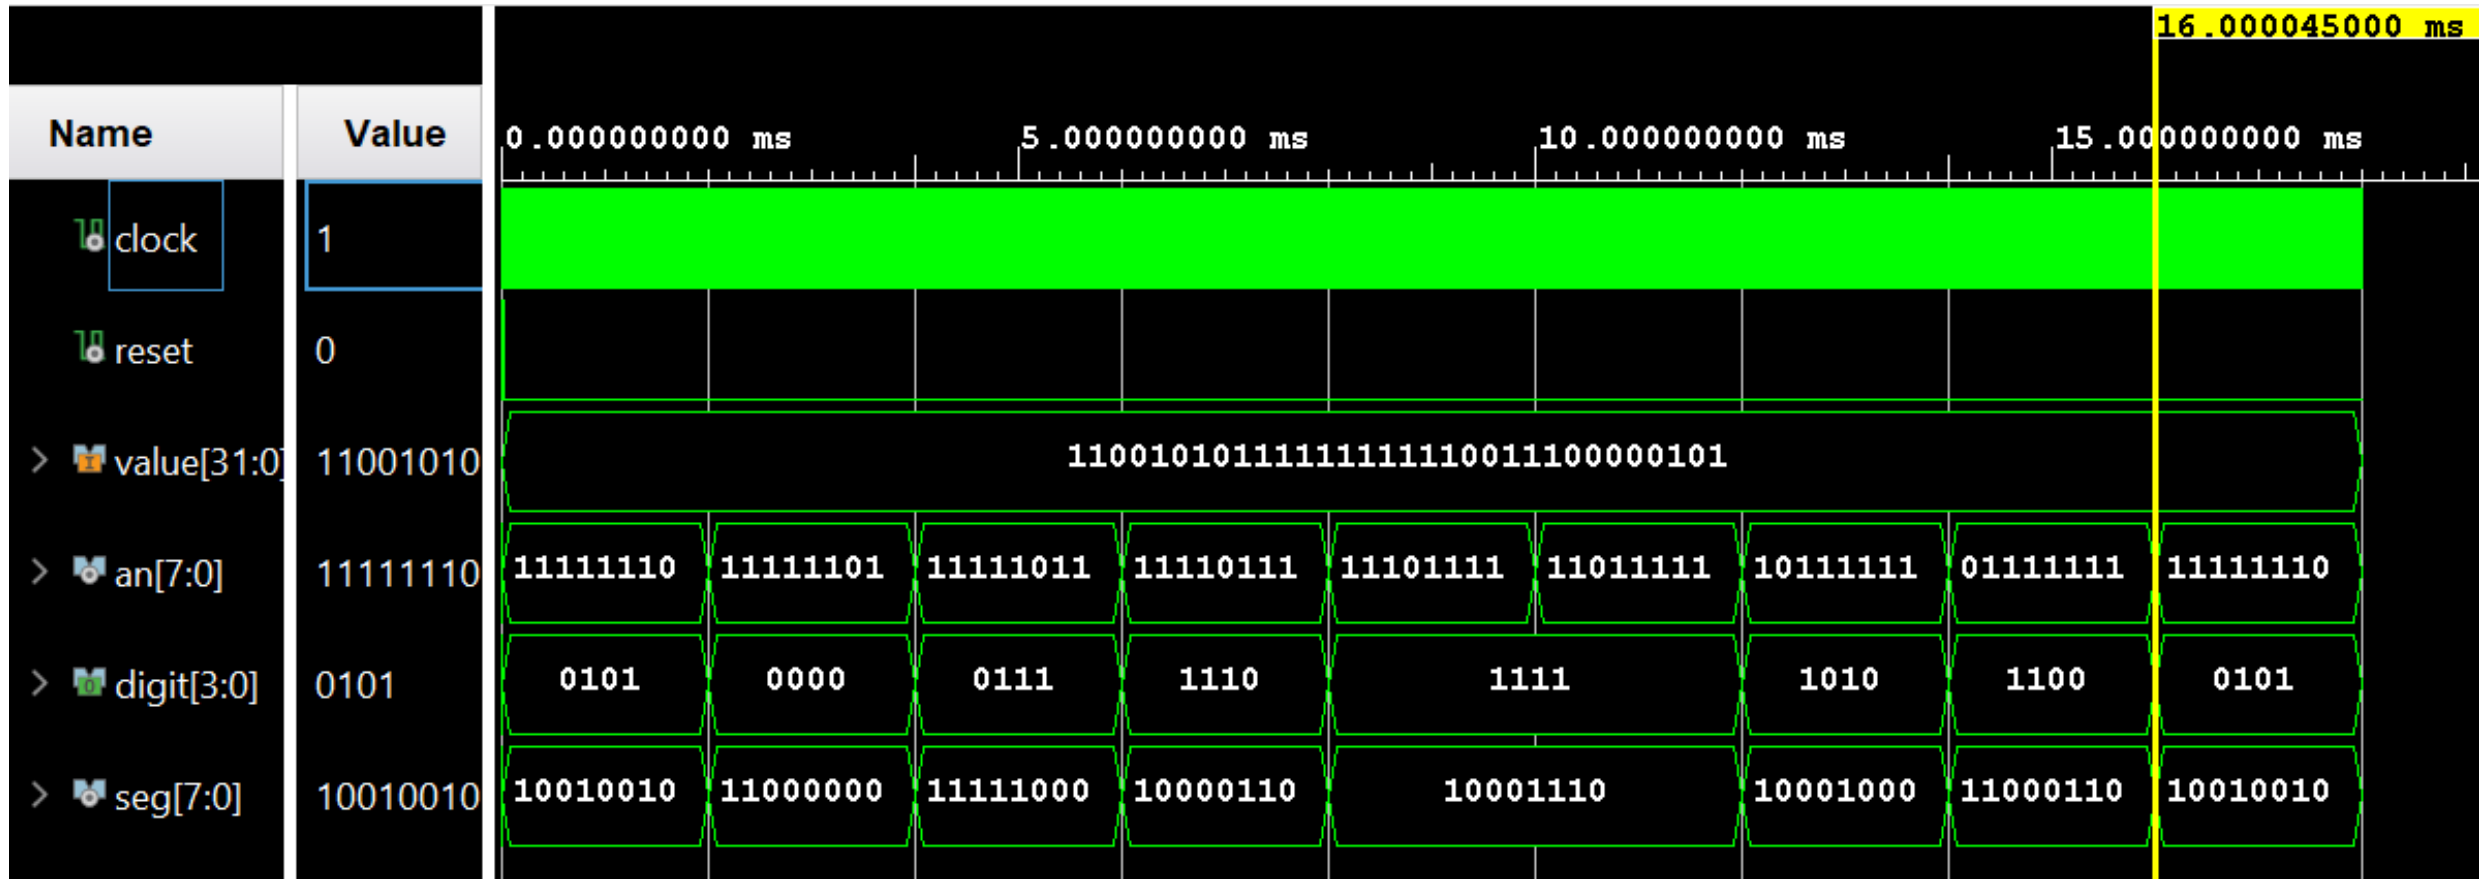 16.000045000 ms
Name Value 0.000000000 ms 5.000000000 ms 10.000000000 ms 15.000000000 ms
clock 1
reset 0
value[31:0] 11001010 11001010111111111110011100000101
an[7:0] 11111110 11111110 11111101 11111011 11110111 11101111 11011111 10111111 01111111 11111110
digit[3:0] 0101 0101 0000 0111 1110 1111 1010 1100 0101
seg[7:0] 10010010 10010010 11000000 11111000 10000110 10001110 10001000 11000110 10010010